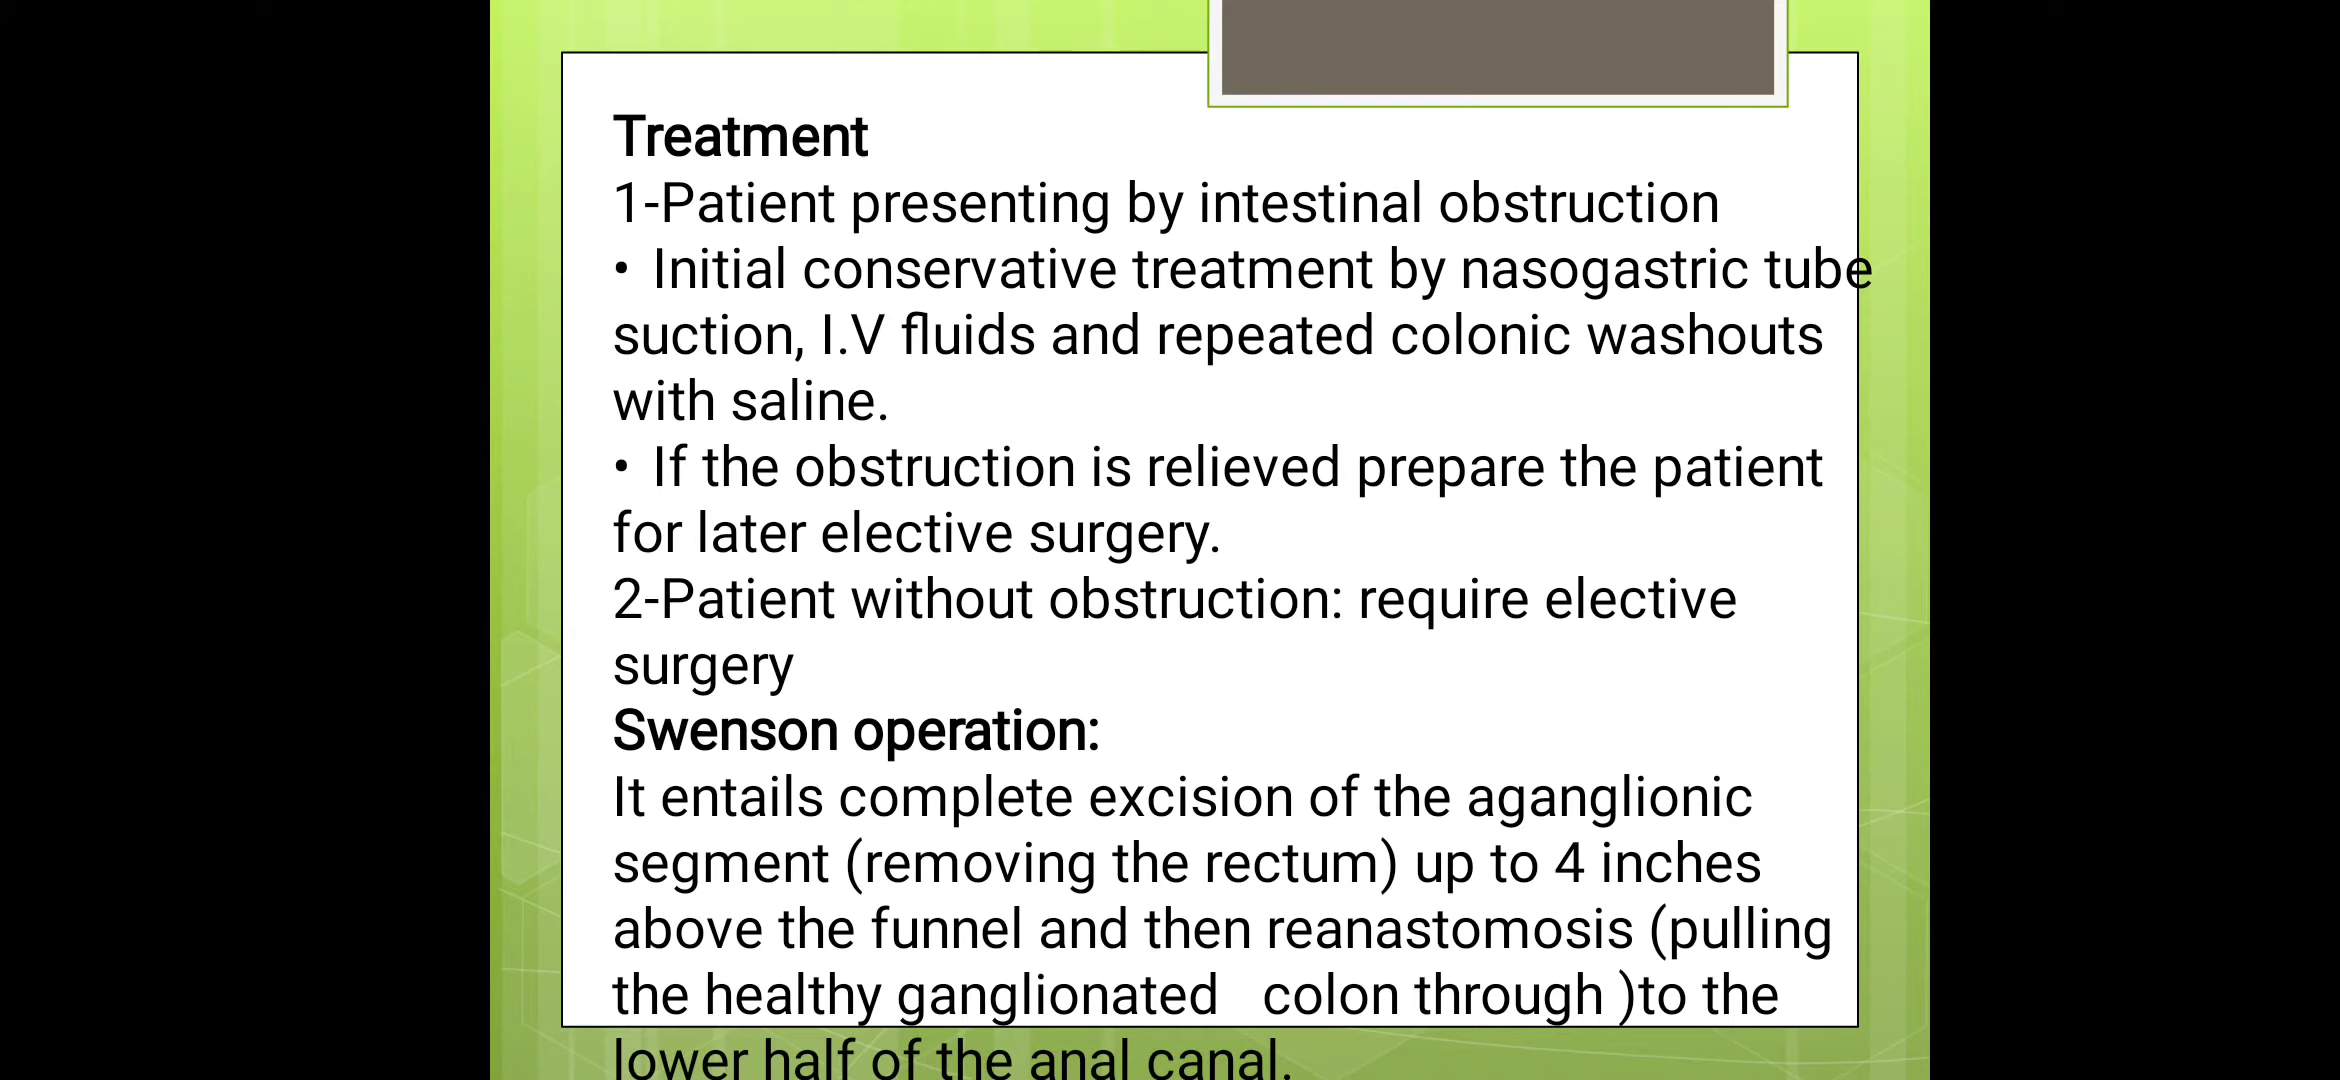 Treatment
1-Patient presenting by intestinal obstruction
• Initial conservative treatment by nasogastric tube
suction, I.V fluids and repeated colonic washouts
with saline.
• If the obstruction is relieved prepare the patient
for later elective surgery.
2-Patient without obstruction: require elective
surgery
Swenson operation:
It entails complete excision of the aganglionic
segment (removing the rectum) up to 4 inches
above the funnel and then reanastomosis (pulling
the healthy ganglionated   colon through )to the
lower half of the anal canal.